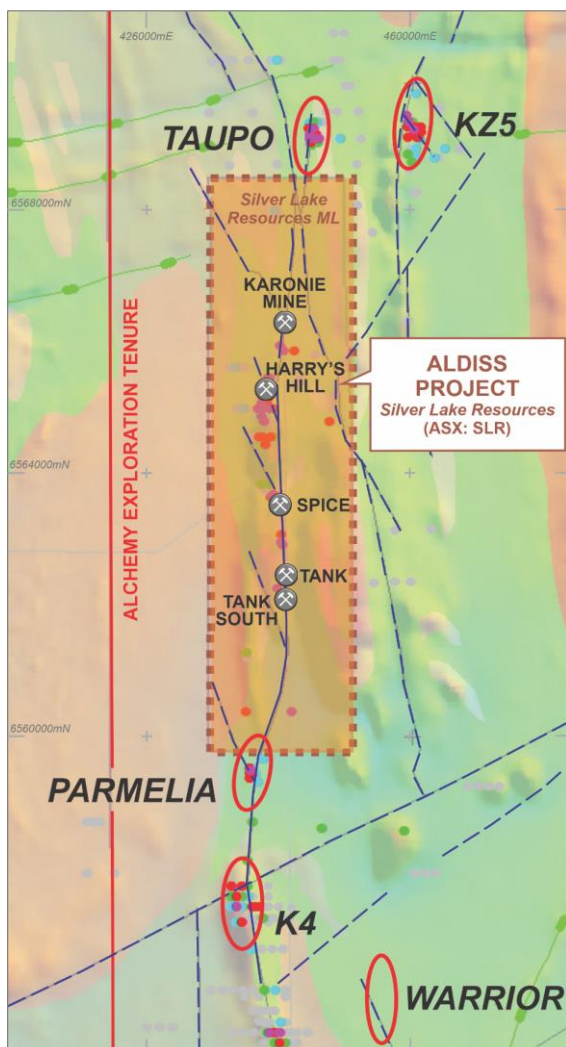 426000mE
460000mE
TAUPO
KZ5
6568000mN
Silver Lake
Resources ML
KARONIE
MINE
HARRY'S
HILL
ALDISS
PROJECT
Silver Lake Resources
(ASX: SLR)
ALCHEMY EXPLORATION TENURE
6564000mN
SPICE
TANK
TANK
SOUTH
6560000mN
PARMELIA
K4
WARRIOR